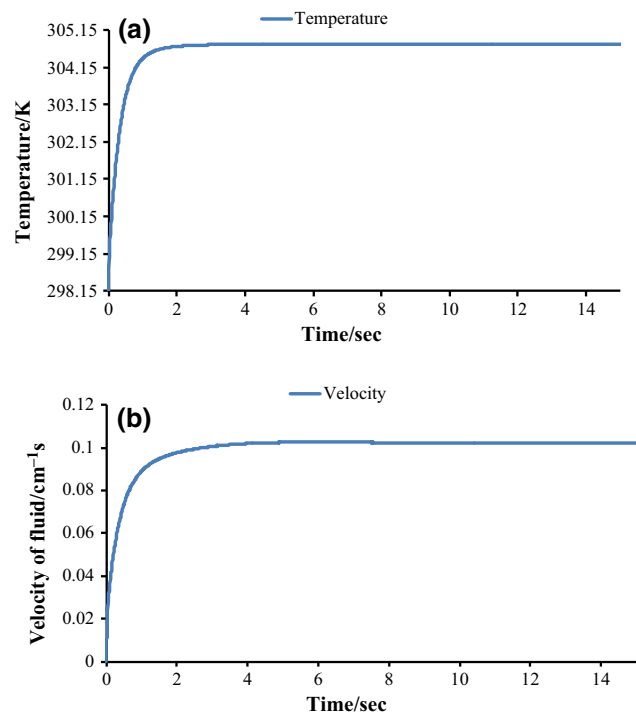 (a)
Temperature
Temperature/K
305.15
304.15
303.15
302.15
301.15
300.15
299.15
298.15
0 2 4 6 8 10 12 14
Time/sec
(b)
Velocity
Velocity of fluid/cm⁻¹s
0.12
0.1
0.08
0.06
0.04
0.02
0
0 2 4 6 8 10 12 14
Time/sec